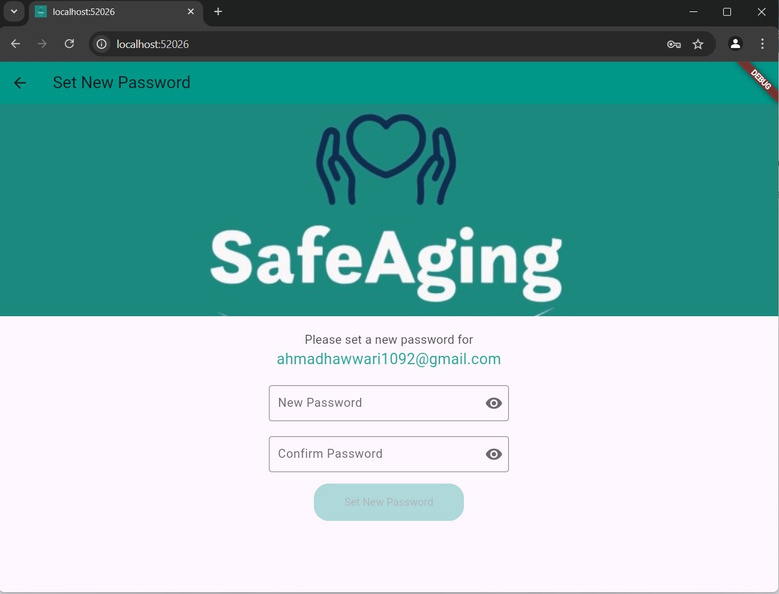 localhost:52026
localhost:52026
Set New Password
DEBUG
SafeAging
Please set a new password for
ahmadhawwari1092@gmail.com
New Password
Confirm Password
Set New Password